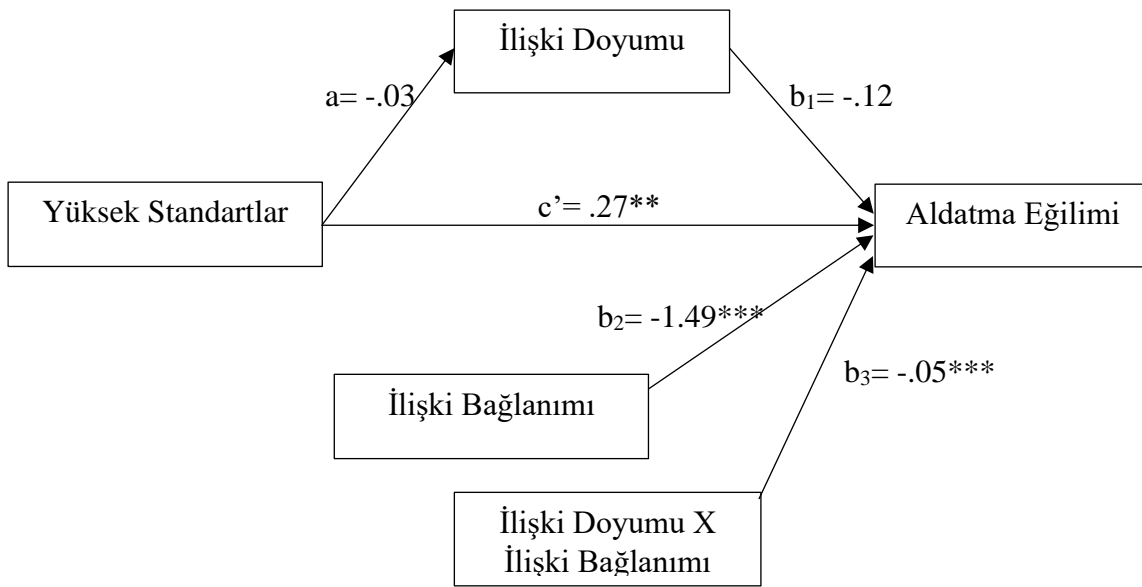 İlişki Doyumu
a= -.03
b₁= -.12
Yüksek Standartlar
c’= .27**
Aldatma Eğilimi
b₂= -1.49***
b₃= -.05***
İlişki Bağlanımı
İlişki Doyumu X
İlişki Bağlanımı